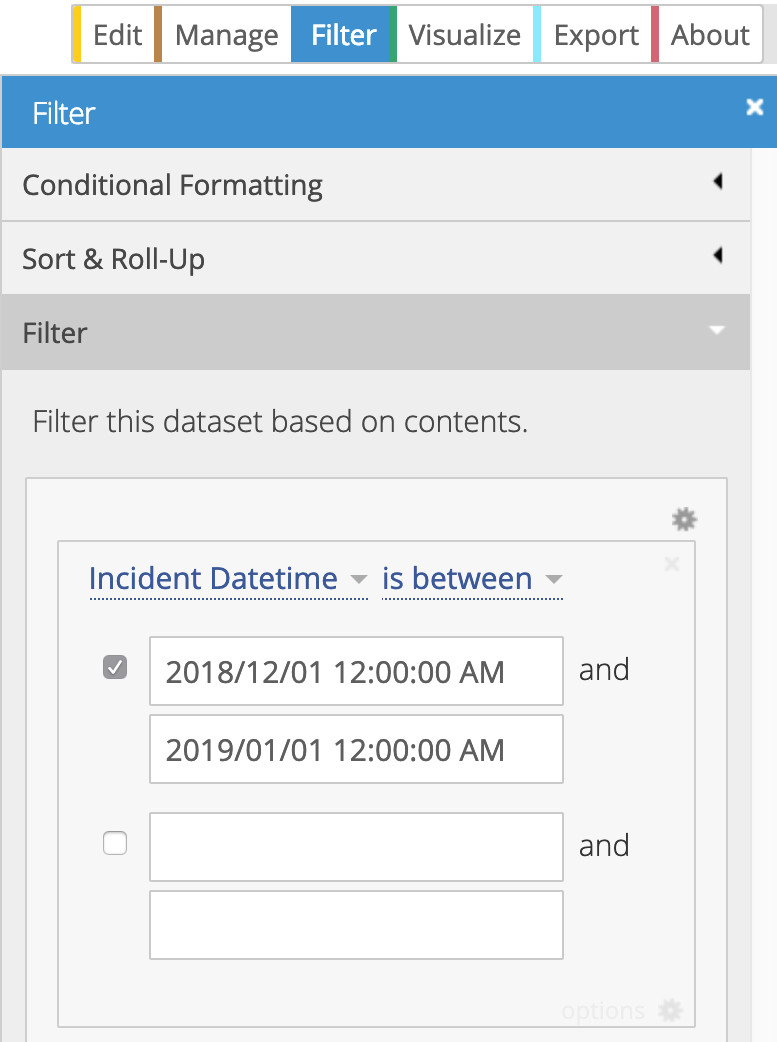 Edit Manage Filter Visualize Export About
Filter
Conditional Formatting
Sort & Roll-Up
Filter
Filter this dataset based on contents.
Incident Datetime is between
2018/12/01 12:00:00 AM and
2019/01/01 12:00:00 AM
and
options